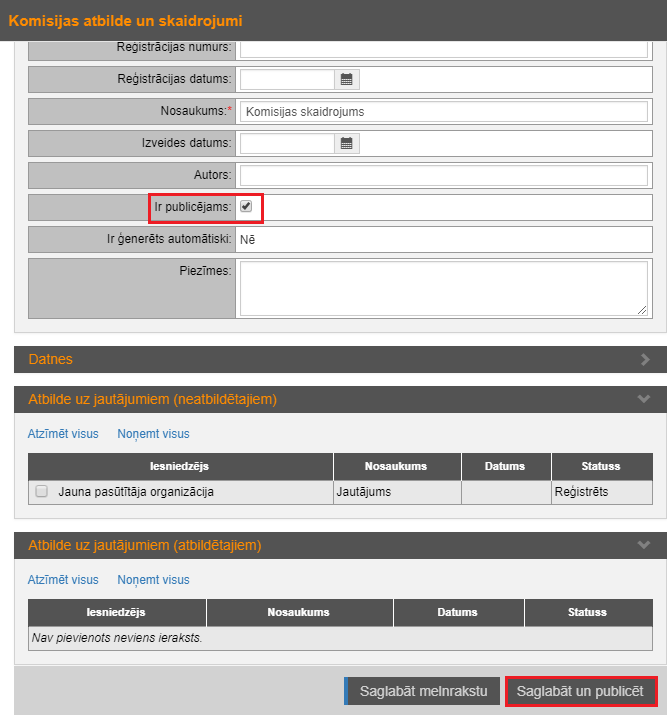 Komisijas atbilde un skaidrojumi
Reģistrācijas numurs:
Reģistrācijas datums:
Nosaukums:* Komisijas skaidrojums
Izveides datums:
Autors:
Ir publicējams:
Ir ģenerēts automātiski: Nē
Piezīmes:
Datnes
Atbilde uz jautājumiem (neatbildētajiem)
Atzīmēt visus Noņemt visus
Iesniedzējs Nosaukums Datums Statuss
Jauna pasūtītāja organizācija Jautājums Reģistrēts
Atbilde uz jautājumiem (atbildētajiem)
Atzīmēt visus Noņemt visus
Iesniedzējs Nosaukums Datums Statuss
Nav pievienots neviens ieraksts.
Saglabāt melnrakstu Saglabāt un publicēt